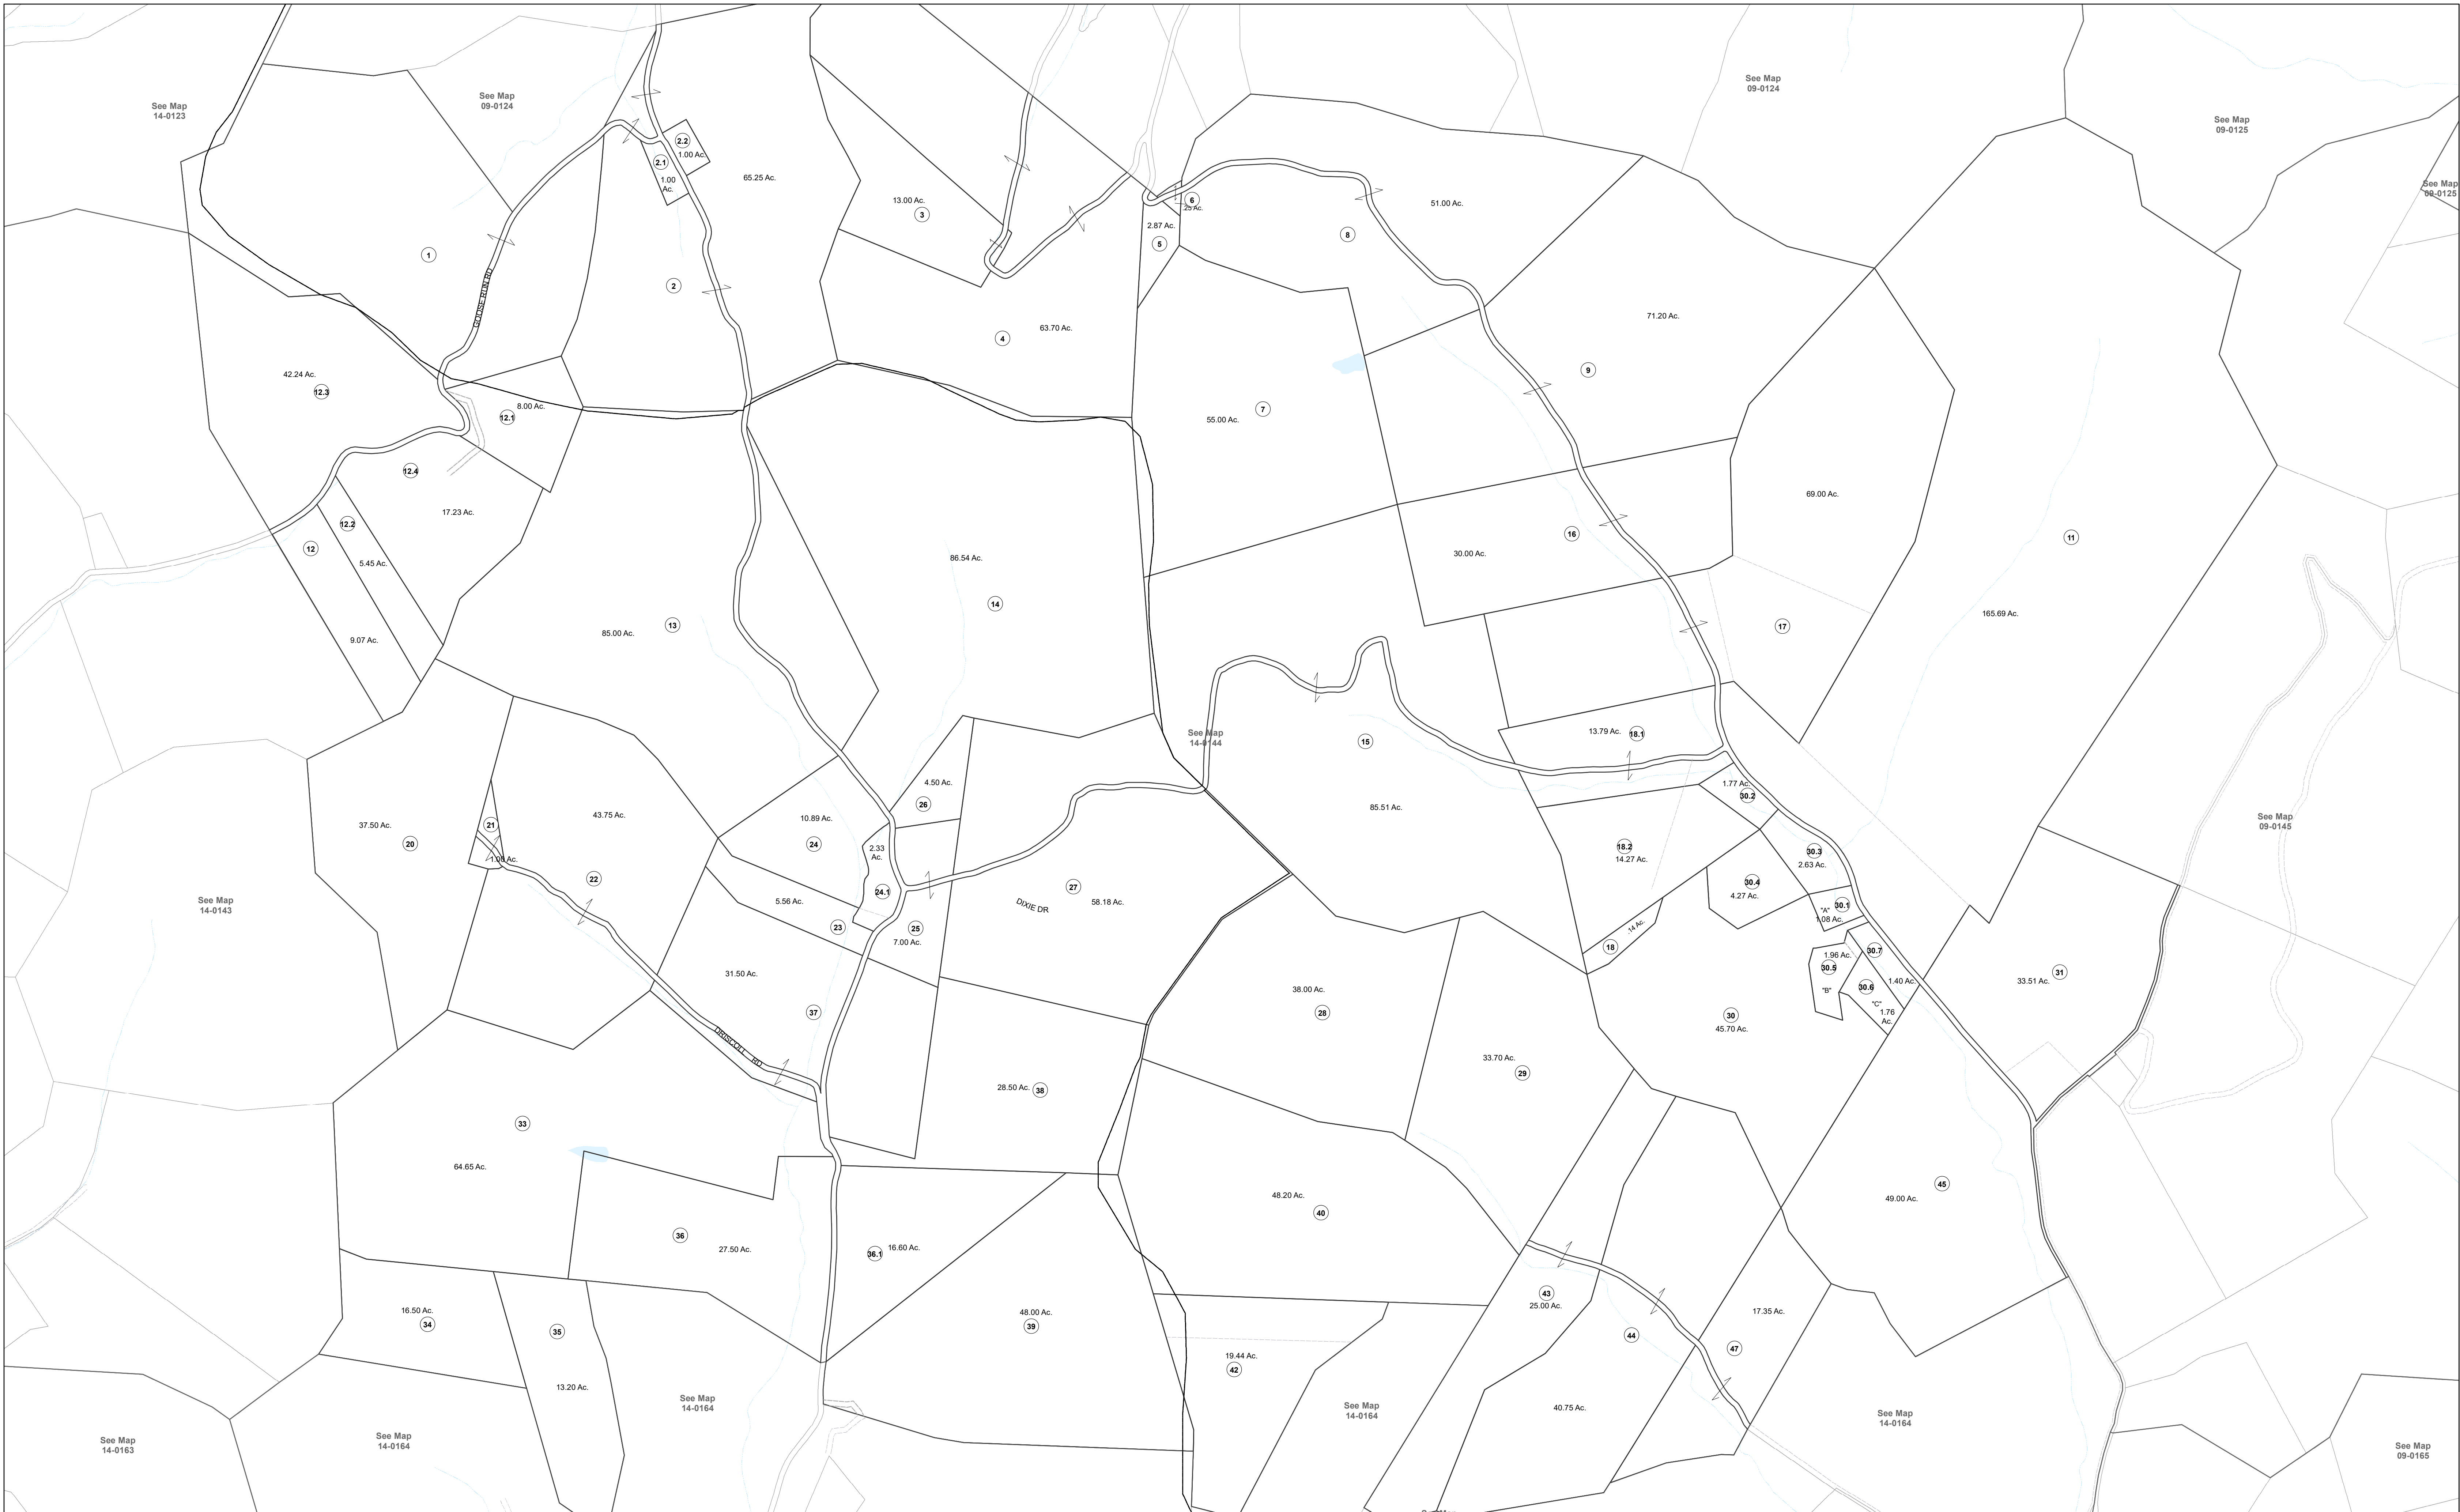 See Map
14-0123
See Map
09-0124
See Map
09-0124
See Map
09-0125
See Map
09-0125
2.2
1.00 Ac.
2.1
1.00
Ac.
65.25 Ac.
13.00 Ac.
3
6
.25 Ac.
2.87 Ac.
5
51.00 Ac.
8
1
GOOSE RUN RD
2
4
63.70 Ac.
71.20 Ac.
9
42.24 Ac.
12.3
8.00 Ac.
12.1
55.00 Ac.
7
12.4
17.23 Ac.
12.2
12
5.45 Ac.
9.07 Ac.
69.00 Ac.
16
30.00 Ac.
11
165.69 Ac.
86.54 Ac.
14
85.00 Ac.
13
17
See Map
14-0144
15
85.51 Ac.
13.79 Ac.
18.1
1.77 Ac.
30.2
4.50 Ac.
26
37.50 Ac.
20
21
1.00 Ac.
43.75 Ac.
22
10.89 Ac.
24
2.33
Ac.
24.1
27
58.18 Ac.
DIXIE DR
5.56 Ac.
23
25
7.00 Ac.
18.2
14.27 Ac.
30.3
2.63 Ac.
30.4
4.27 Ac.
"A"
30.1
1.08 Ac.
18
.14 Ac.
30.7
1.96 Ac.
30.5
"B"
30.6
1.40 Ac.
"C"
1.76
Ac.
See Map
09-0145
See Map
14-0143
31.50 Ac.
37
DRISCOLL RD
33.51 Ac.
31
38.00 Ac.
28
30
45.70 Ac.
33.70 Ac.
29
28.50 Ac.
38
33
64.65 Ac.
48.20 Ac.
40
49.00 Ac.
45
36
27.50 Ac.
36.1
16.60 Ac.
16.50 Ac.
34
35
13.20 Ac.
48.00 Ac.
39
43
25.00 Ac.
17.35 Ac.
44
47
19.44 Ac.
42
40.75 Ac.
See Map
14-0163
See Map
14-0164
See Map
14-0164
See Map
14-0164
See Map
14-0164
See Map
09-0165